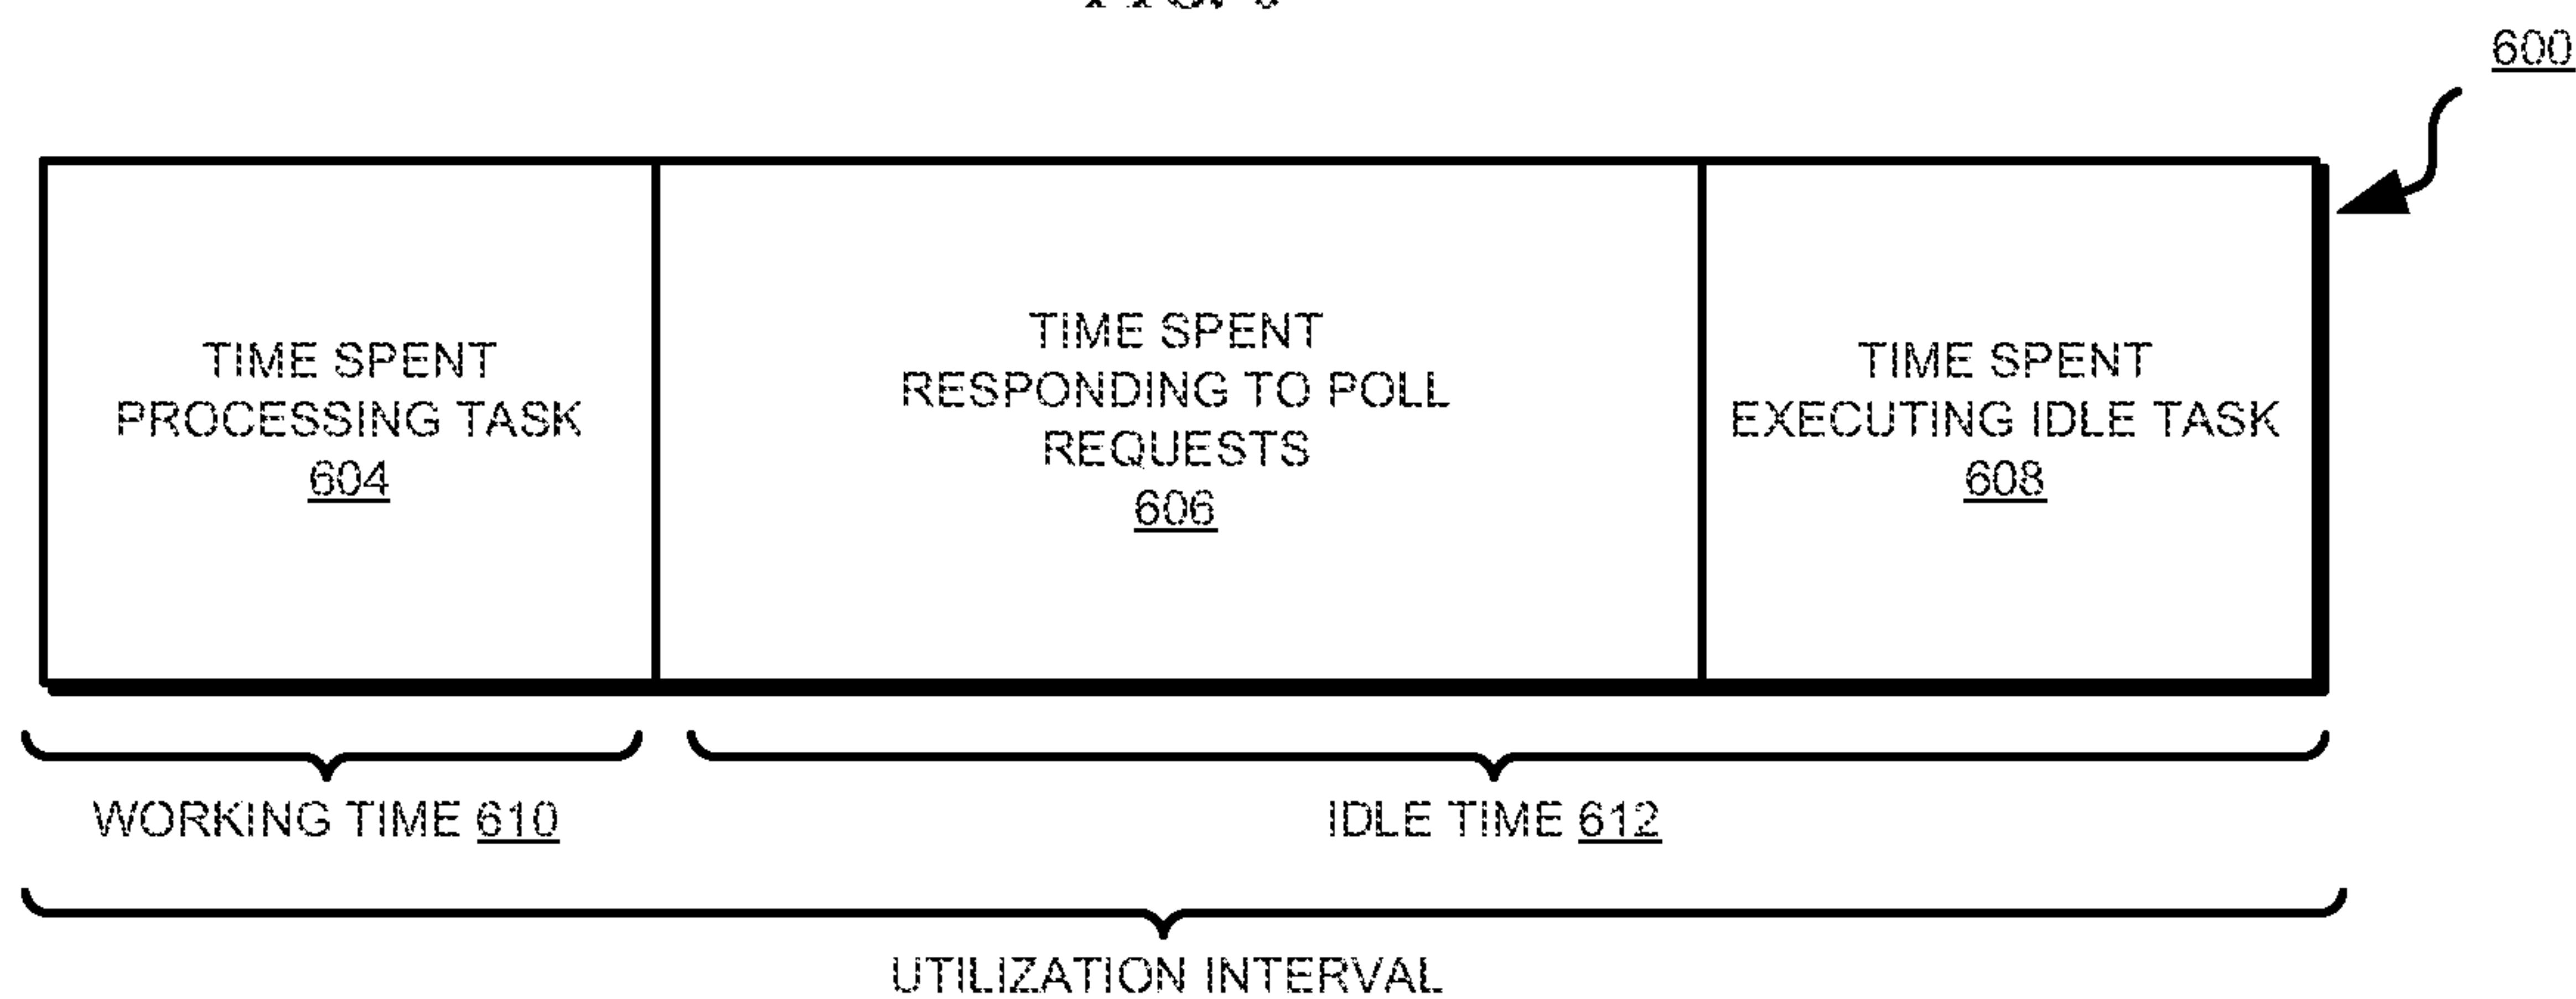 600
TIME SPENT
PROCESSING TASK
604
TIME SPENT
RESPONDING TO POLL
REQUESTS
606
TIME SPENT
EXECUTING IDLE TASK
608
WORKING TIME 610
IDLE TIME 612
UTILIZATION INTERVAL